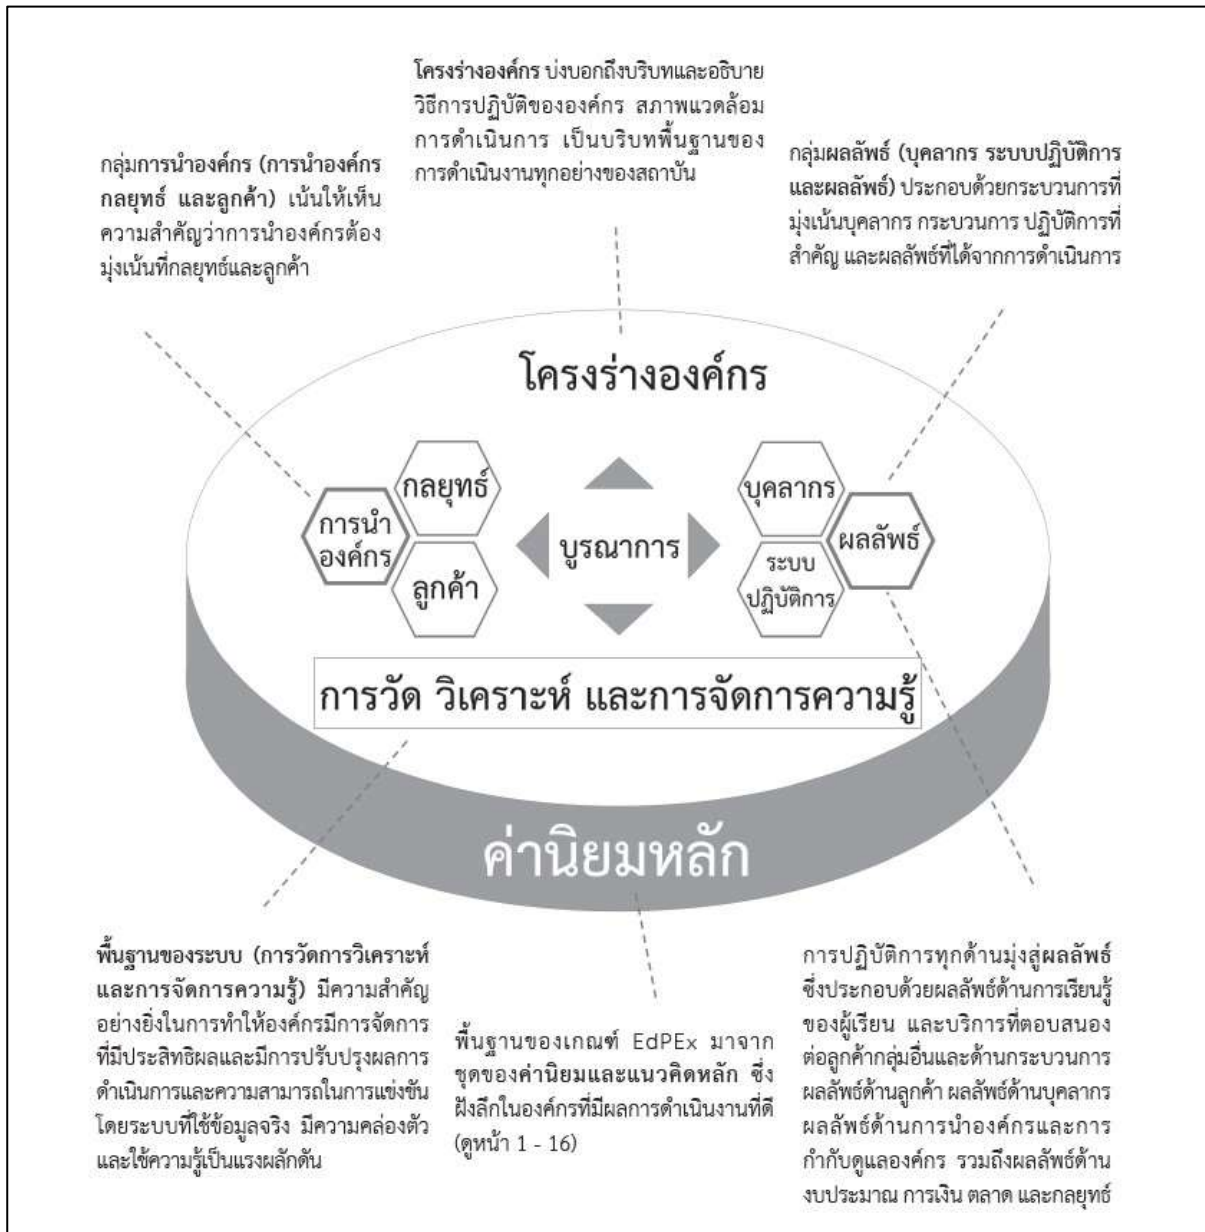 โครงร่างองค์กร บ่งบอกถึงบริบทและอธิบาย
วิธีการปฏิบัติขององค์กร สภาพแวดล้อม
การดำเนินการ เป็นบริบทพื้นฐานของ
การดำเนินงานทุกอย่างของสถาบัน
กลุ่มการนำองค์กร (การนำองค์กร
กลยุทธ์ และลูกค้า) เน้นให้เห็น
ความสำคัญว่าการนำองค์กรต้อง
มุ่งเน้นที่กลยุทธ์และลูกค้า
กลุ่มผลลัพธ์ (บุคลากร ระบบปฏิบัติการ
และผลลัพธ์) ประกอบด้วยกระบวนการที่
มุ่งเน้นบุคลากร กระบวนการ ปฏิบัติการที่
สำคัญ และผลลัพธ์ที่ได้จากการดำเนินการ
โครงร่างองค์กร
การนำ
องค์กร
กลยุทธ์
ลูกค้า
บูรณาการ
บุคลากร
ระบบ
ปฏิบัติการ
ผลลัพธ์
การวัด วิเคราะห์ และการจัดการความรู้
ค่านิยมหลัก
พื้นฐานของระบบ (การวัดการวิเคราะห์
และการจัดการความรู้) มีความสำคัญ
อย่างยิ่งในการทำให้องค์กรมีการจัดการ
ที่มีประสิทธิผลและมีการปรับปรุงผลการ
ดำเนินการและความสามารถในการแข่งขัน
โดยระบบที่ใช้ข้อมูลจริง มีความคล่องตัว
และใช้ความรู้เป็นแรงผลักดัน
พื้นฐานของเกณฑ์ EdPEx มาจาก
ชุดของค่านิยมและแนวคิดหลัก ซึ่ง
ฝังลึกในองค์กรที่มีผลการดำเนินงานที่ดี
(ดูหน้า 1 - 16)
การปฏิบัติการทุกด้านมุ่งสู่ผลลัพธ์
ซึ่งประกอบด้วยผลลัพธ์ด้านการเรียนรู้
ของผู้เรียน และบริการที่ตอบสนอง
ต่อลูกค้ากลุ่มอื่นและด้านกระบวนการ
ผลลัพธ์ด้านลูกค้า ผลลัพธ์ด้านบุคลากร
ผลลัพธ์ด้านการนำองค์กรและการ
กำกับดูแลองค์กร รวมถึงผลลัพธ์ด้าน
งบประมาณ การเงิน ตลาด และกลยุทธ์